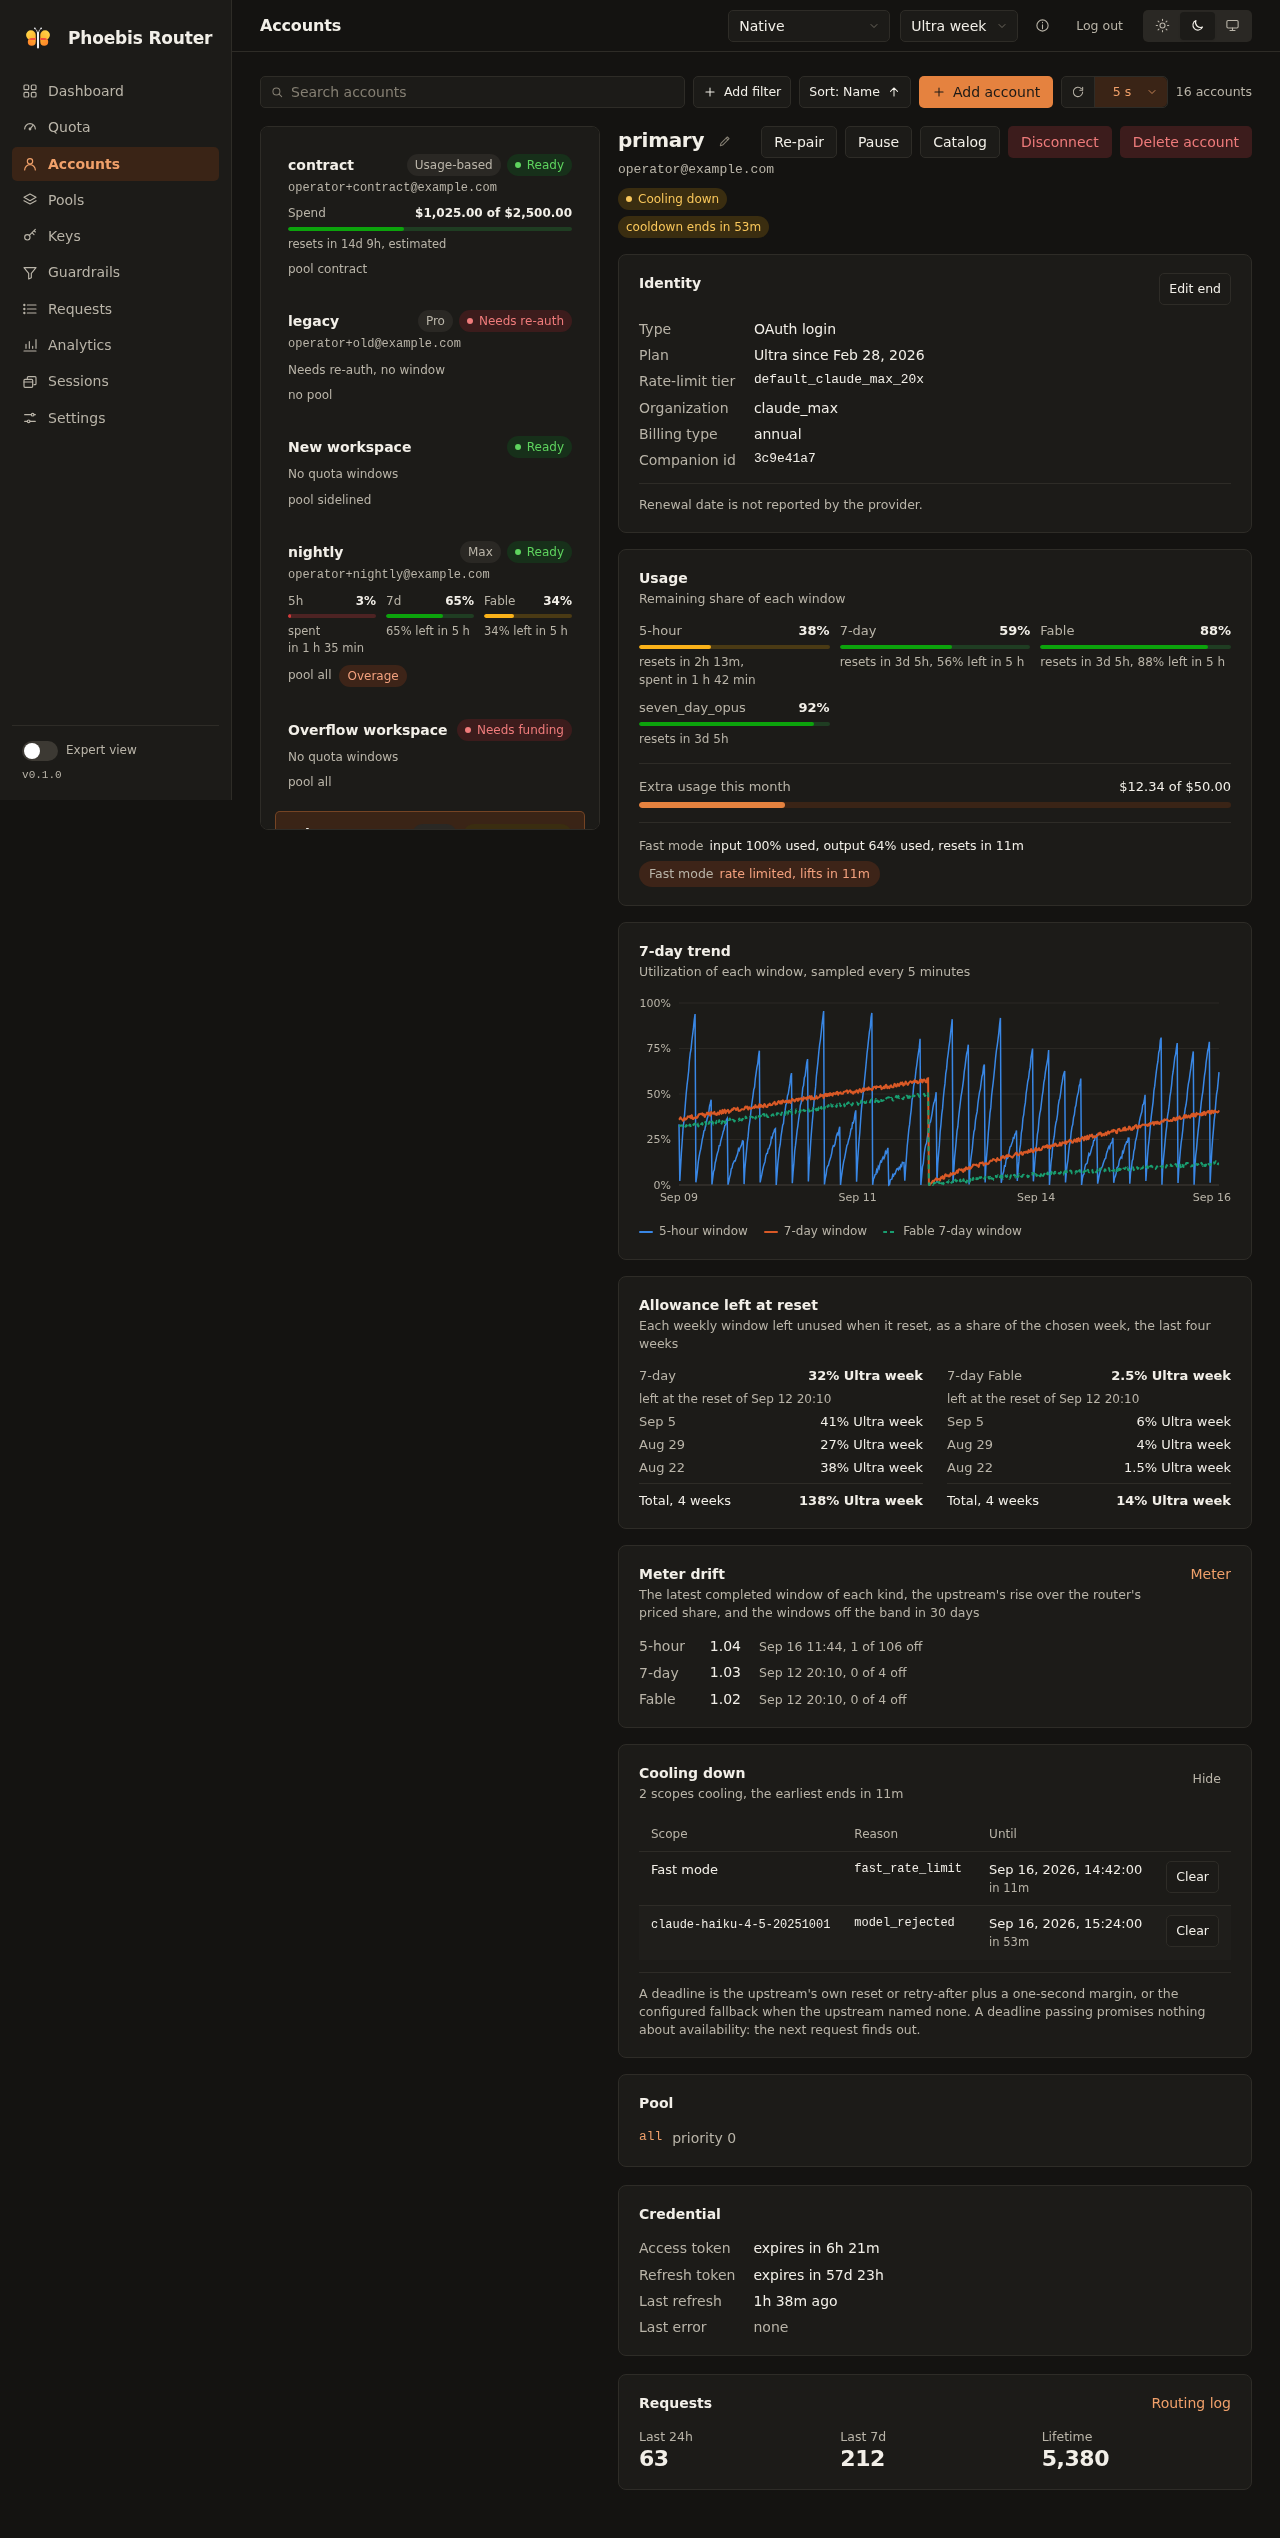 Phoebis Router
Dashboard
Quota
Accounts
Pools
Keys
Guardrails
Requests
Analytics
Sessions
Settings
Expert view
v0.1.0
Accounts
Native
Ultra week
Log out
Search accounts
Add filter
Sort: Name
Add account
5 s
16 accounts
contract Usage-based Ready
operator+contract@example.com
Spend $1,025.00 of $2,500.00
resets in 14d 9h, estimated
pool contract
legacy Pro Needs re-auth
operator+old@example.com
Needs re-auth, no window
no pool
New workspace Ready
No quota windows
pool sidelined
nightly Max Ready
operator+nightly@example.com
5h 3% 7d 65% Fable 34%
spent 65% left in 5 h 34% left in 5 h
in 1 h 35 min
pool all Overage
Overflow workspace Needs funding
No quota windows
pool all
primary Re-pair Pause Catalog Disconnect Delete account
operator@example.com
Cooling down
cooldown ends in 53m
Identity Edit end
Type OAuth login
Plan Ultra since Feb 28, 2026
Rate-limit tier default_claude_max_20x
Organization claude_max
Billing type annual
Companion id 3c9e41a7
Renewal date is not reported by the provider.
Usage
Remaining share of each window
5-hour 38% 7-day 59% Fable 88%
resets in 2h 13m, resets in 3d 5h, 56% left in 5 h resets in 3d 5h, 88% left in 5 h
spent in 1 h 42 min
seven_day_opus 92%
resets in 3d 5h
Extra usage this month $12.34 of $50.00
Fast mode input 100% used, output 64% used, resets in 11m
Fast mode rate limited, lifts in 11m
7-day trend
Utilization of each window, sampled every 5 minutes
100%
75%
50%
25%
0%
Sep 09 Sep 11 Sep 14 Sep 16
5-hour window 7-day window Fable 7-day window
Allowance left at reset
Each weekly window left unused when it reset, as a share of the chosen week, the last four
weeks
7-day 32% Ultra week 7-day Fable 2.5% Ultra week
left at the reset of Sep 12 20:10 left at the reset of Sep 12 20:10
Sep 5 41% Ultra week Sep 5 6% Ultra week
Aug 29 27% Ultra week Aug 29 4% Ultra week
Aug 22 38% Ultra week Aug 22 1.5% Ultra week
Total, 4 weeks 138% Ultra week Total, 4 weeks 14% Ultra week
Meter drift Meter
The latest completed window of each kind, the upstream's rise over the router's
priced share, and the windows off the band in 30 days
5-hour 1.04 Sep 16 11:44, 1 of 106 off
7-day 1.03 Sep 12 20:10, 0 of 4 off
Fable 1.02 Sep 12 20:10, 0 of 4 off
Cooling down Hide
2 scopes cooling, the earliest ends in 11m
Scope Reason Until
Fast mode fast_rate_limit Sep 16, 2026, 14:42:00 Clear
in 11m
claude-haiku-4-5-20251001 model_rejected Sep 16, 2026, 15:24:00 Clear
in 53m
A deadline is the upstream's own reset or retry-after plus a one-second margin, or the
configured fallback when the upstream named none. A deadline passing promises nothing
about availability: the next request finds out.
Pool
all priority 0
Credential
Access token expires in 6h 21m
Refresh token expires in 57d 23h
Last refresh 1h 38m ago
Last error none
Requests Routing log
Last 24h Last 7d Lifetime
63 212 5,380